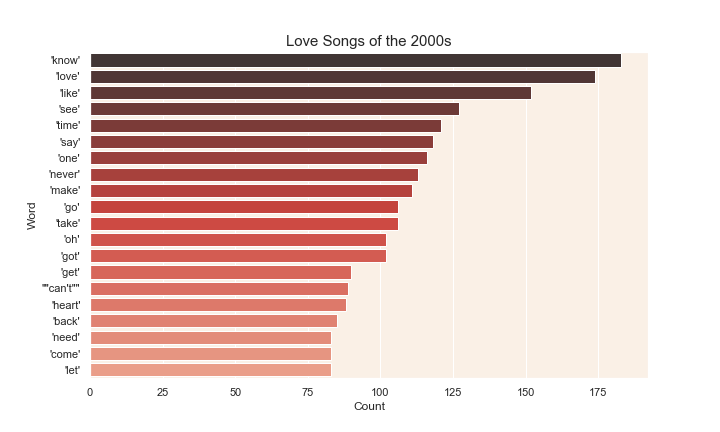 Love Songs of the 2000s
'know'
'love'
'like'
'see'
'time'
'say'
'one'
'never'
'make'
'go'
'take'
'oh'
'got'
'get'
'"can't"'
'heart'
'back'
'need'
'come'
'let'
Word
0 25 50 75 100 125 150 175
Count